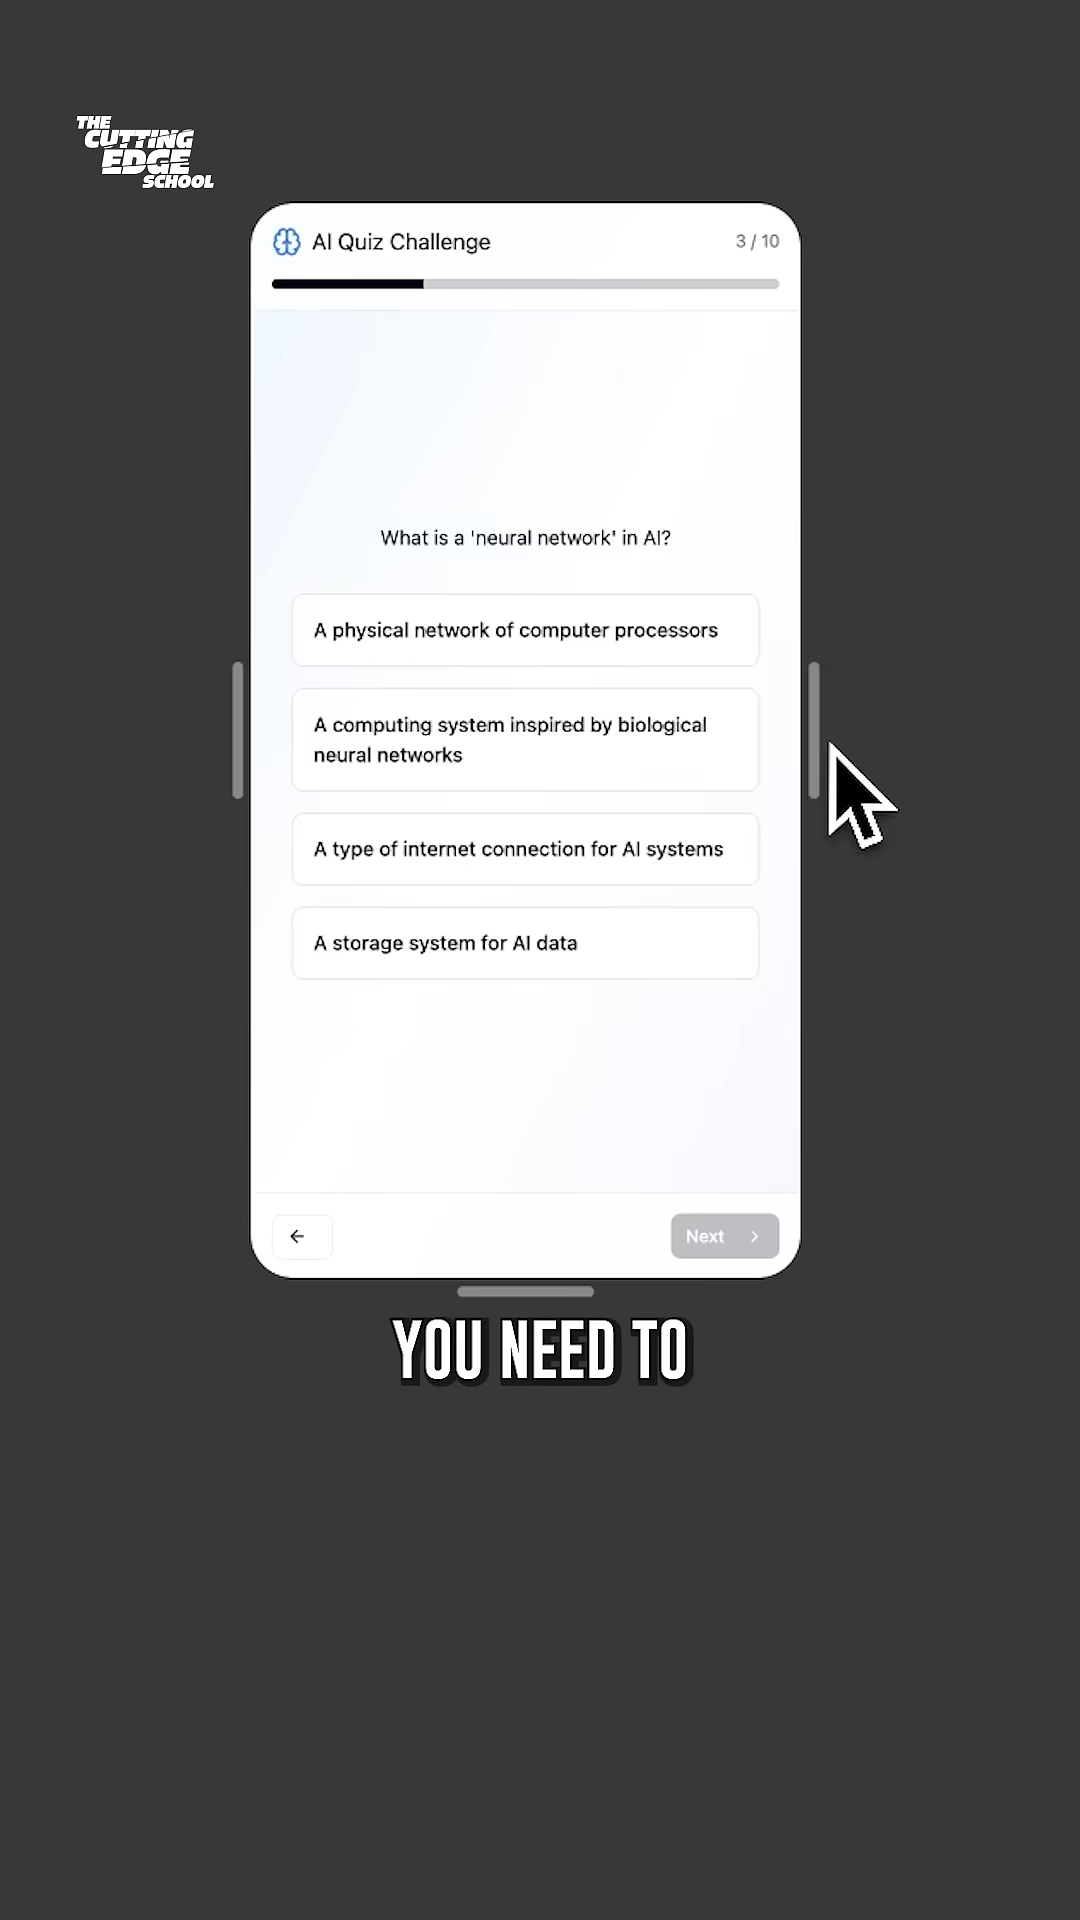 THE
CUTTING
EDGE
SCHOOL
AI Quiz Challenge
3 / 10
What is a 'neural network' in AI?
A physical network of computer processors
A computing system inspired by biological
neural networks
A type of internet connection for AI systems
A storage system for AI data
Next
YOU NEED TO